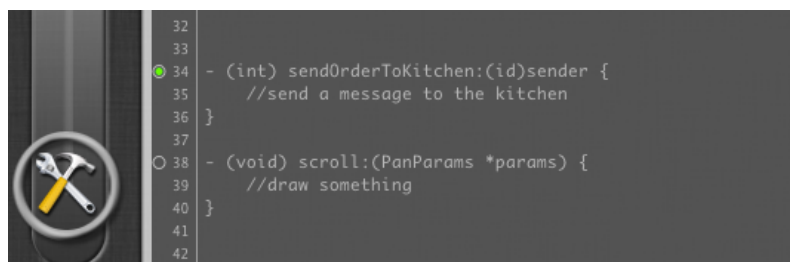 32
33
34 - (int) sendOrderToKitchen:(id)sender {
35 //send a message to the kitchen
36 }
37
38 - (void) scroll:(PanParams *params) {
39 //draw something
40 }
41
42